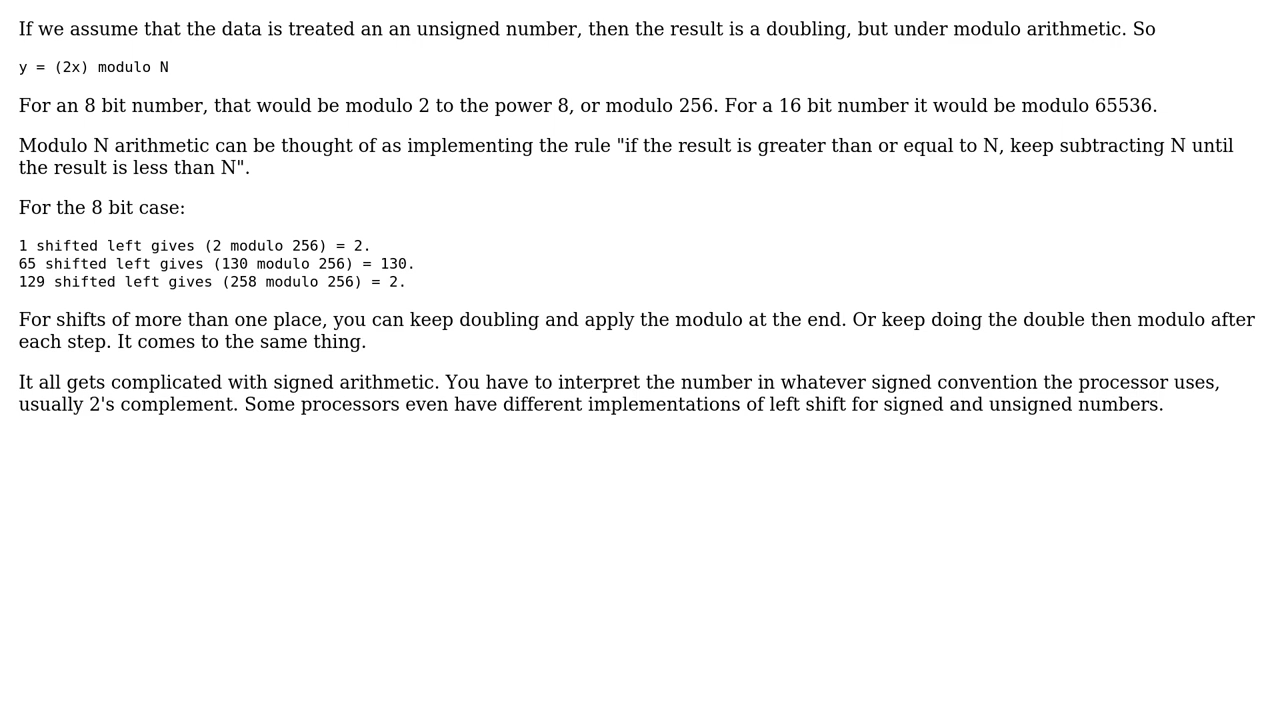 If we assume that the data is treated an an unsigned number, then the result is a doubling, but under modulo arithmetic. So
y = (2x) modulo N
For an 8 bit number, that would be modulo 2 to the power 8, or modulo 256. For a 16 bit number it would be modulo 65536.
Modulo N arithmetic can be thought of as implementing the rule "if the result is greater than or equal to N, keep subtracting N until
the result is less than N".
For the 8 bit case:
1 shifted left gives (2 modulo 256) = 2.
65 shifted left gives (130 modulo 256) = 130.
129 shifted left gives (258 modulo 256) = 2.
For shifts of more than one place, you can keep doubling and apply the modulo at the end. Or keep doing the double then modulo after
each step. It comes to the same thing.
It all gets complicated with signed arithmetic. You have to interpret the number in whatever signed convention the processor uses,
usually 2's complement. Some processors even have different implementations of left shift for signed and unsigned numbers.